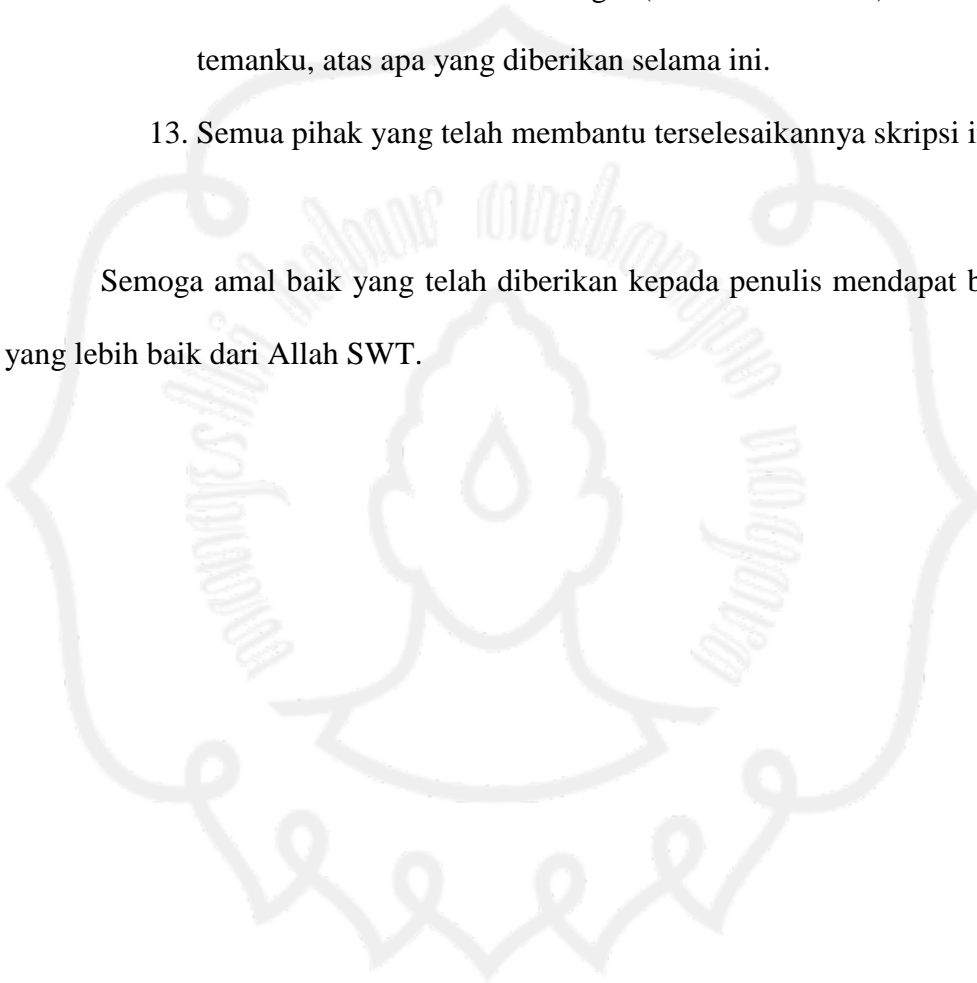 temanku, atas apa yang diberikan selama ini.
13. Semua pihak yang telah membantu terselesaikannya skripsi i
Semoga amal baik yang telah diberikan kepada penulis mendapat b
yang lebih baik dari Allah SWT.